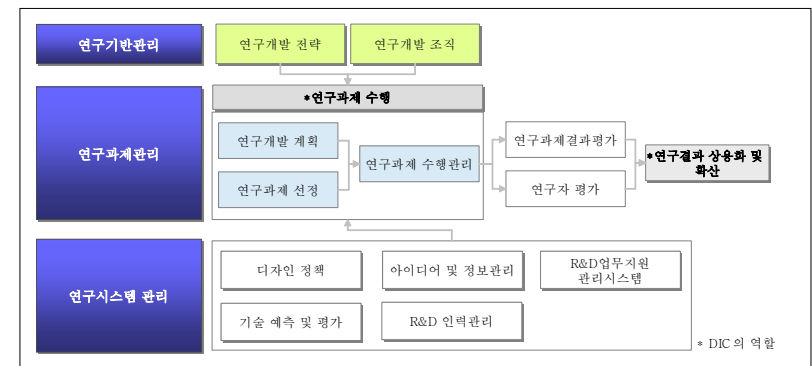 연구기반관리
연구개발 전략
연구개발 조직
*연구과제 수행
연구과제관리
연구개발 계획
연구과제 선정
연구과제 수행관리
연구과제결과평가
연구자 평가
*연구결과 상용화 및
확산
연구시스템 관리
디자인 정책
아이디어 및 정보관리
R&D업무지원
관리시스템
기술 예측 및 평가
R&D 인력관리
* DIC의 역할